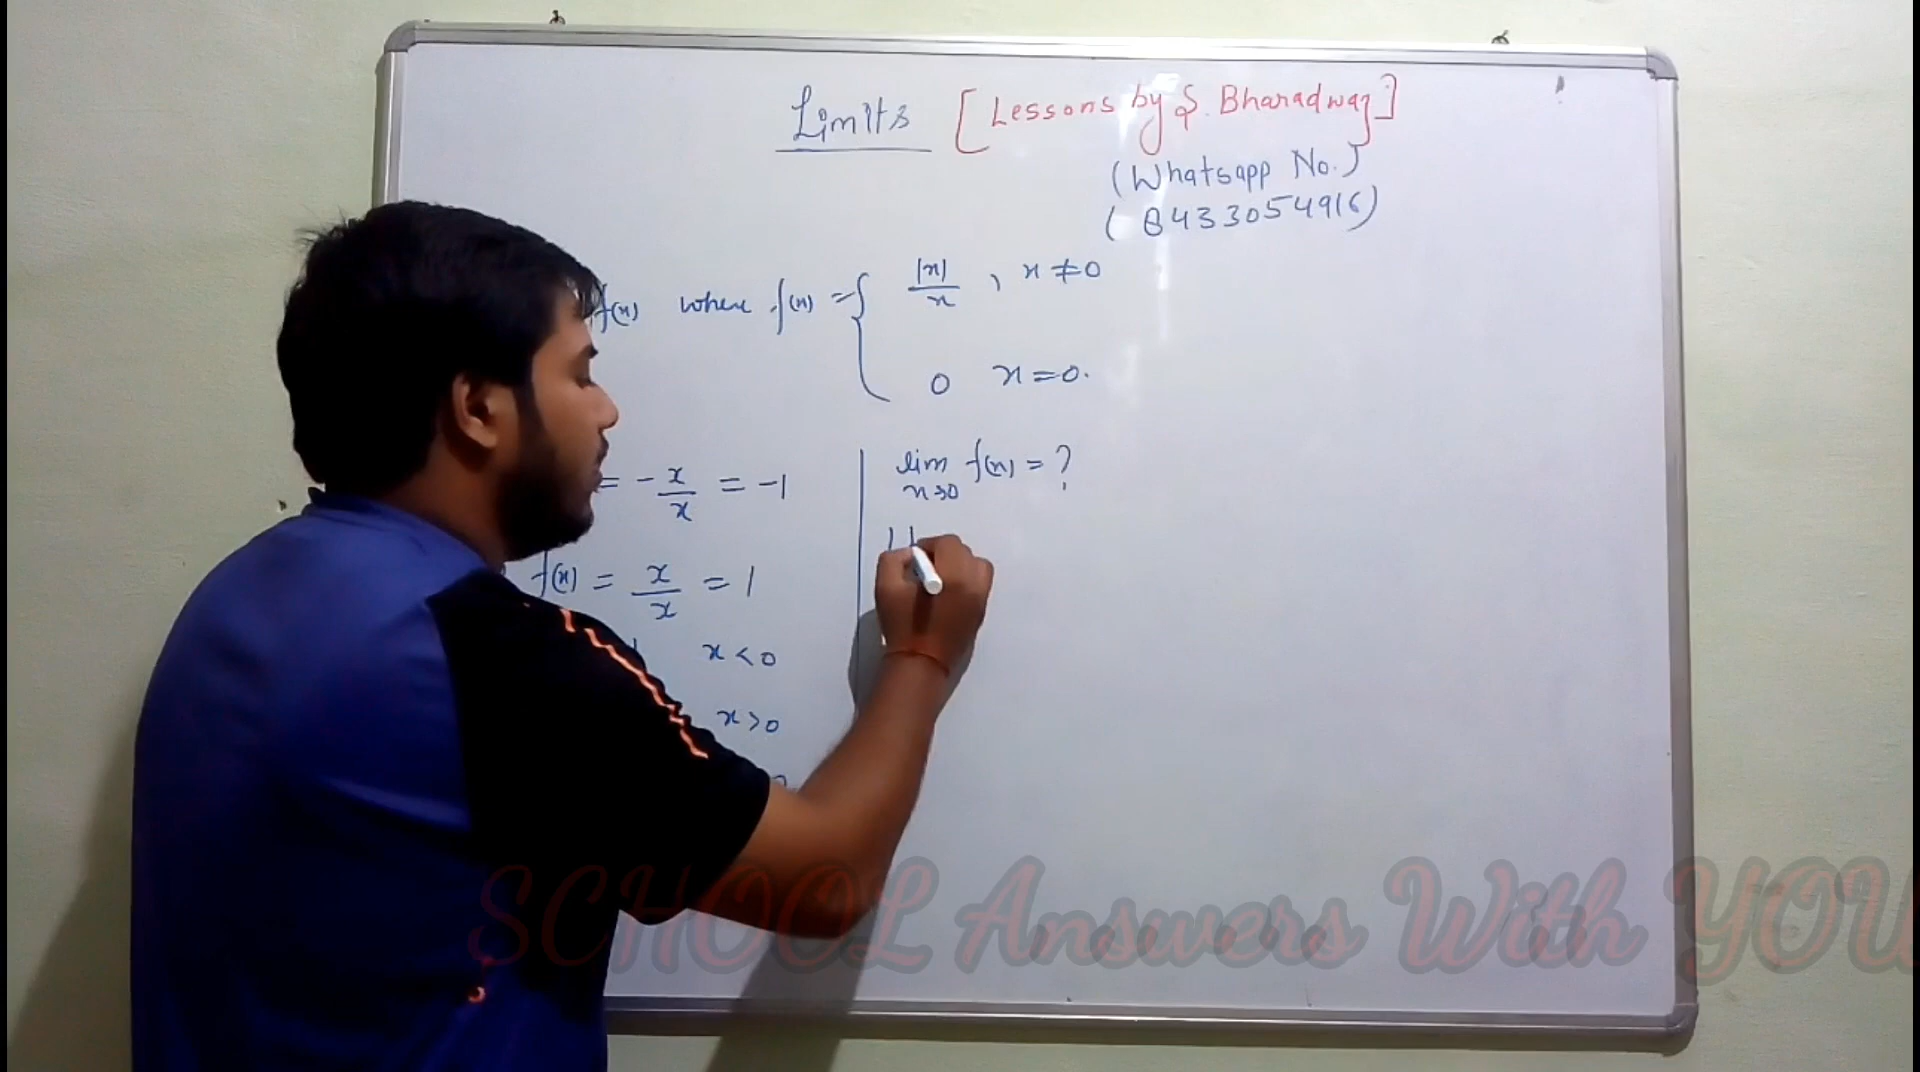 Limits [Lessons by S. Bharadwaz]
(Whatsapp No.)
(8433054916)
f(x) where f(x) = { |x|/x , x ≠ 0
0 x = 0.
= -x/x = -1
f(x) = x/x = 1
x < 0
x > 0
lim x→0 f(x) = ?
SCHOOL Answers With YOU